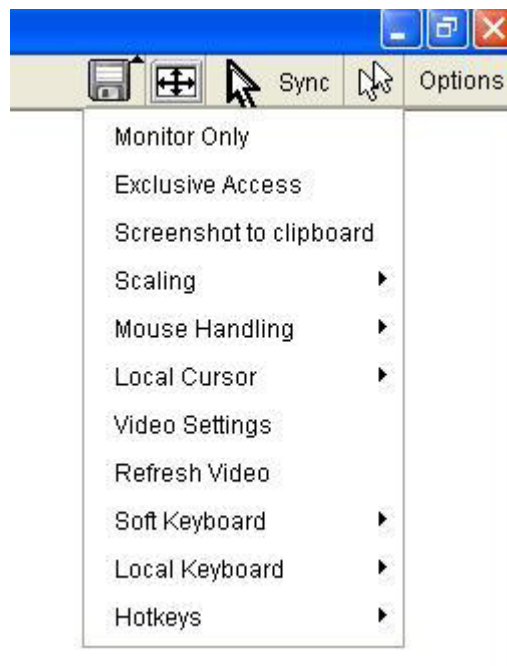 Sync Options
Monitor Only
Exclusive Access
Screenshot to clipboard
Scaling
Mouse Handling
Local Cursor
Video Settings
Refresh Video
Soft Keyboard
Local Keyboard
Hotkeys